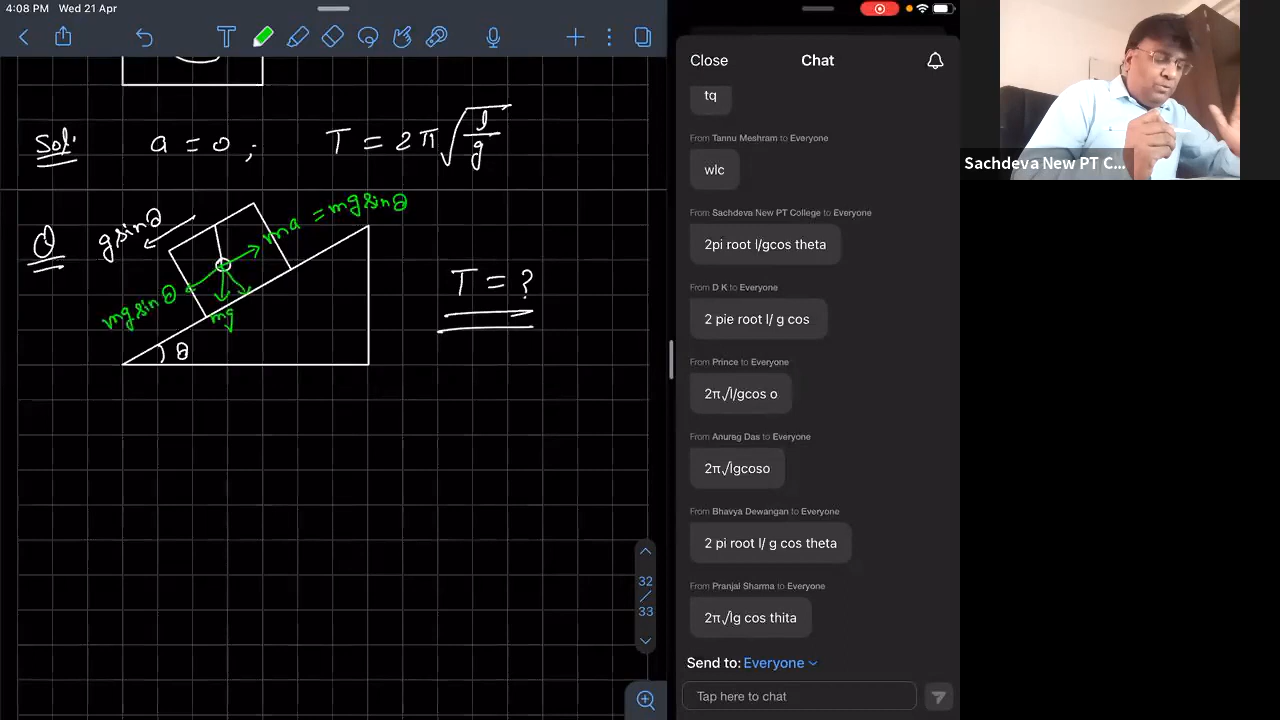 4:08 PM Wed 21 Apr
T
Sol:
a = 0 ;
T = 2π√l/g
Q
g sin θ
ma = mg sin θ
mg sin θ
mg
θ
T = ?
32
/
33
Close
Chat
tq
From Tannu Meshram to Everyone
wlc
From Sachdeva New PT College to Everyone
2pi root l/gcos theta
From D K to Everyone
2 pie root l/ g cos
From Prince to Everyone
2π√l/gcos o
From Anurag Das to Everyone
2π√lgcoso
From Bhavya Dewangan to Everyone
2 pi root l/ g cos theta
From Pranjal Sharma to Everyone
2π√lg cos thita
Send to: Everyone
Tap here to chat
Sachdeva New PT C...